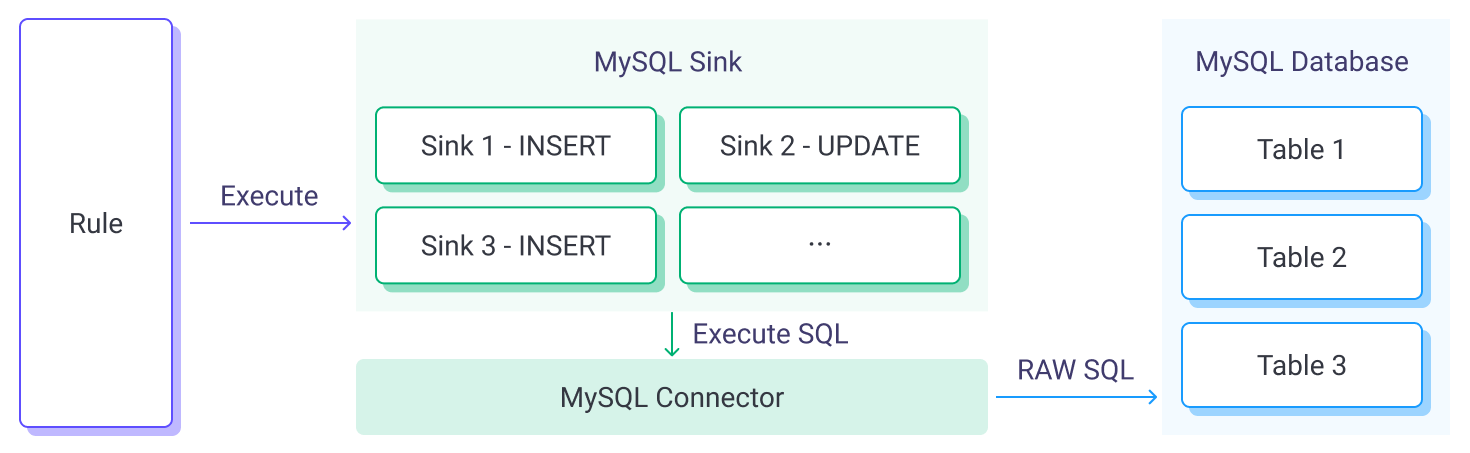 Rule
Execute
MySQL Sink
Sink 1 - INSERT
Sink 2 - UPDATE
Sink 3 - INSERT
...
Execute SQL
MySQL Connector
RAW SQL
MySQL Database
Table 1
Table 2
Table 3